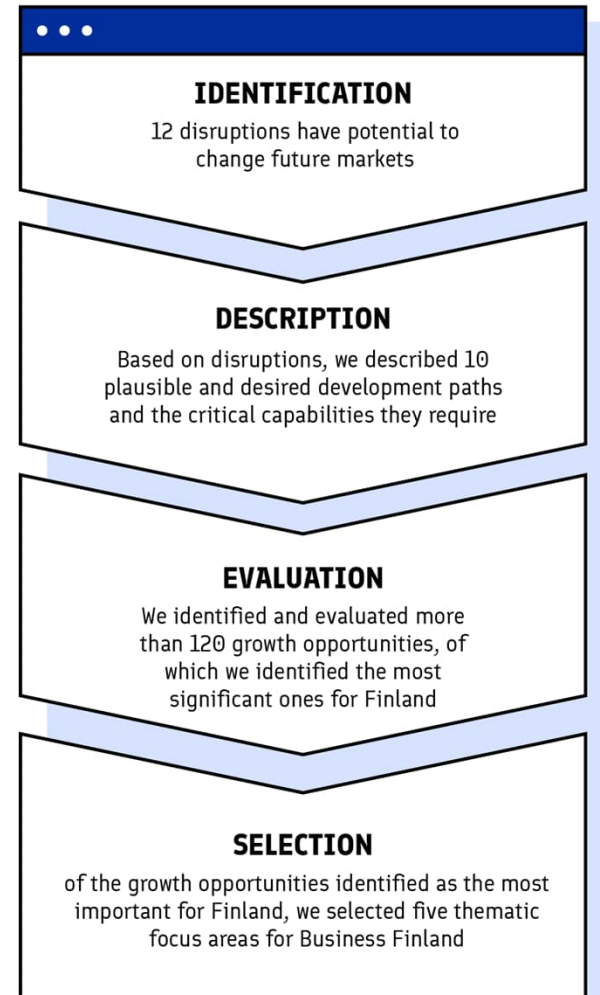 IDENTIFICATION
12 disruptions have potential to
change future markets
DESCRIPTION
Based on disruptions, we described 10
plausible and desired development paths
and the critical capabilities they require
EVALUATION
We identified and evaluated more
than 120 growth opportunities, of
which we identified the most
significant ones for Finland
SELECTION
of the growth opportunities identified as the most
important for Finland, we selected five thematic
focus areas for Business Finland